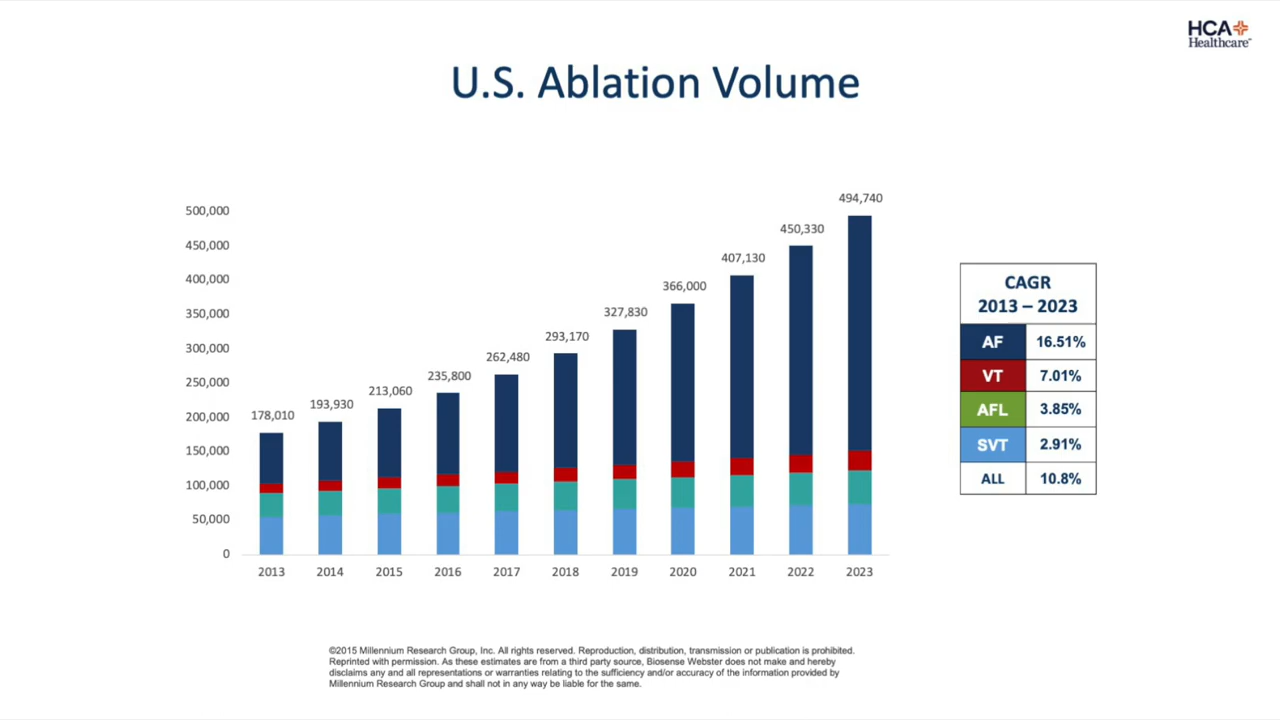 HCA
Healthcare™
U.S. Ablation Volume
500,000
450,000
400,000
350,000
300,000
250,000
200,000
150,000
100,000
50,000
0
178,010
193,930
213,060
235,800
262,480
293,170
327,830
366,000
407,130
450,330
494,740
2013 2014 2015 2016 2017 2018 2019 2020 2021 2022 2023
CAGR
2013 – 2023
AF 16.51%
VT 7.01%
AFL 3.85%
SVT 2.91%
ALL 10.8%
©2015 Millennium Research Group, Inc. All rights reserved. Reproduction, distribution, transmission or publication is prohibited.
Reprinted with permission. As these estimates are from a third party source, Biosense Webster does not make and hereby
disclaims any and all representations or warranties relating to the sufficiency and/or accuracy of the information provided by
Millennium Research Group and shall not in any way be liable for the same.